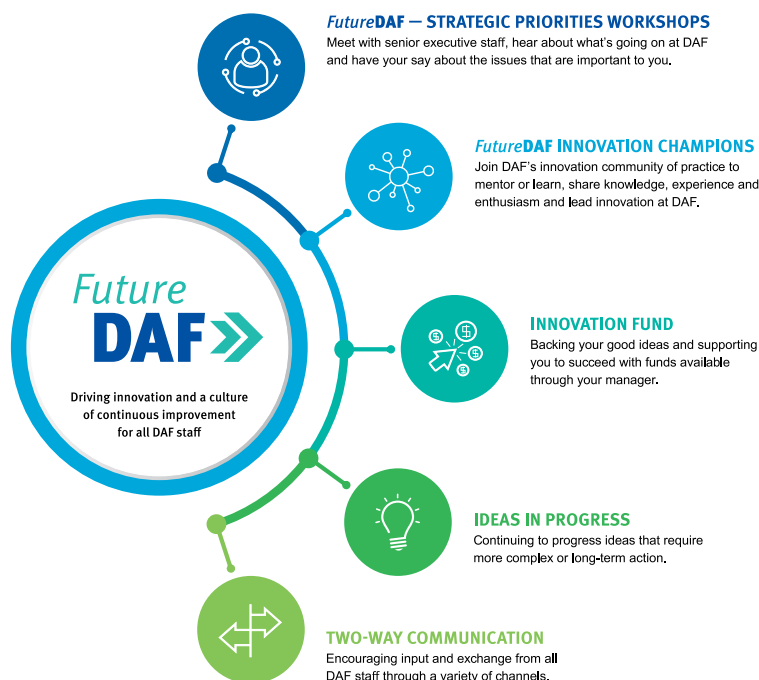 FutureDAF — STRATEGIC PRIORITIES WORKSHOPS
Meet with senior executive staff, hear about what's going on at DAF
and have your say about the issues that are important to you.
FutureDAF INNOVATION CHAMPIONS
Join DAF's innovation community of practice to
mentor or learn, share knowledge, experience and
enthusiasm and lead innovation at DAF.
Future
DAF
Driving innovation and a culture
of continuous improvement
for all DAF staff
INNOVATION FUND
Backing your good ideas and supporting
you to succeed with funds available
through your manager.
IDEAS IN PROGRESS
Continuing to progress ideas that require
more complex or long-term action.
TWO-WAY COMMUNICATION
Encouraging input and exchange from all
DAF staff through a variety of channels.